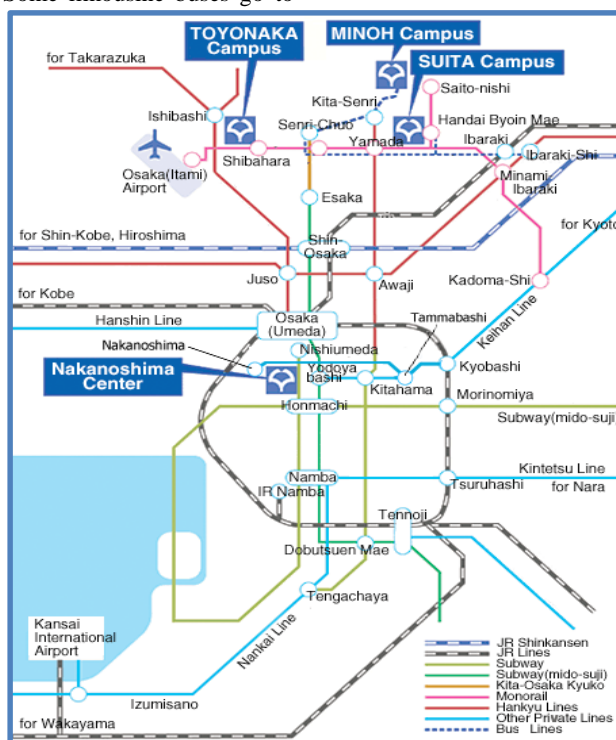 Some limousine buses go to
TOYONAKA
Campus
MINOH Campus
SUITA Campus
for Takarazuka
Saito-nishi
Kita-Senri
Ishibashi
Handai Byoin Mae
Senri-Chuo
Ibaraki
Yamada
Ibaraki-Shi
Shibahara
Osaka(Itami)
Airport
Minami-
Ibaraki
Esaka
for Kyoto
for Shin-Kobe, Hiroshima
Shin-
Osaka
Juso
Awaji
Kadoma-Shi
for Kobe
Keihan Line
Osaka
(Umeda)
Hanshin Line
Tammabashi
Nakanoshima
Nishiumeda
Yodoya
bashi
Kyobashi
Nakanoshima
Center
Kitahama
Morinomiya
Honmachi
Subway(mido-suji)
Namba
Kintetsu Line
for Nara
Tsuruhashi
JR Namba
Tennoji
Dobutsuen Mae
Tengachaya
Kansai
International
Airport
Nankai Line
Izumisano
for Wakayama
JR Shinkansen
JR Lines
Subway
Subway(mido-suji)
Kita-Osaka Kyuko
Monorail
Hankyu Lines
Other Private Lines
Bus Lines